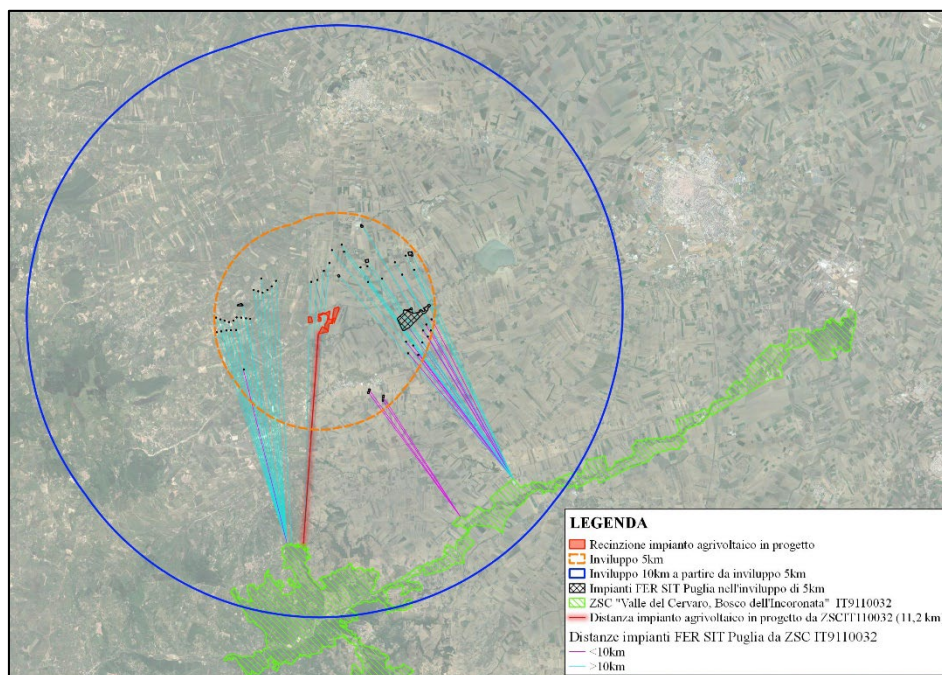 LEGENDA
Recinzione impianto agrivoltaico in progetto
Inviluppo 5km
Inviluppo 10km a partire da inviluppo 5km
Impianti FER SIT Puglia nell'inviluppo di 5km
ZSC "Valle del Cervaro, Bosco dell'Incoronata" IT9110032
Distanza impianto agrivoltaico in progetto da ZSCIT110032 (11,2 km
Distanze impianti FER SIT Puglia da ZSC IT9110032
<10km
>10km